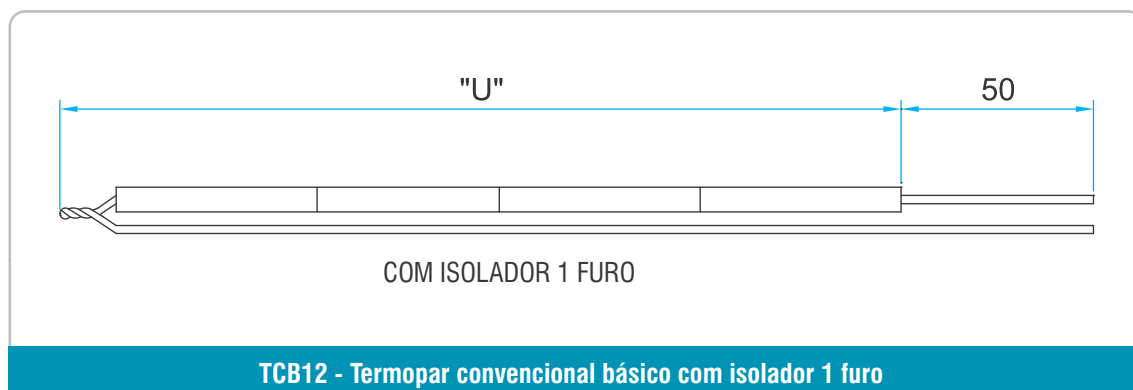 "U"
50
COM ISOLADOR 1 FURO
TCB12 - Termopar convencional básico com isolador 1 furo